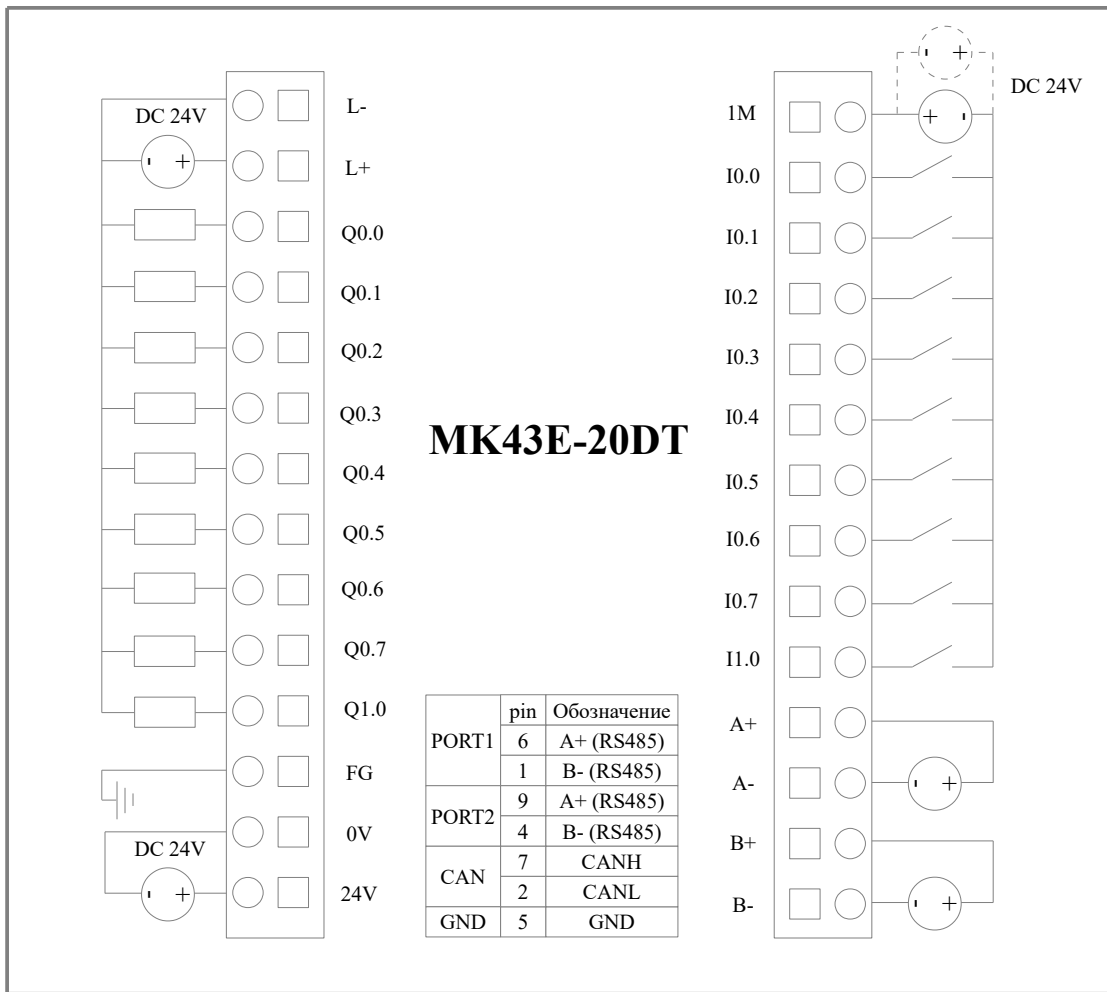 DC 24V
L-
L+
Q0.0
Q0.1
Q0.2
Q0.3
Q0.4
Q0.5
Q0.6
Q0.7
Q1.0
FG
0V
DC 24V
24V
MK43E-20DT
pin Обозначение
PORT1 6 A+ (RS485)
1 B- (RS485)
PORT2 9 A+ (RS485)
4 B- (RS485)
CAN 7 CANH
2 CANL
GND 5 GND
DC 24V
1M
I0.0
I0.1
I0.2
I0.3
I0.4
I0.5
I0.6
I0.7
I1.0
A+
A-
B+
B-